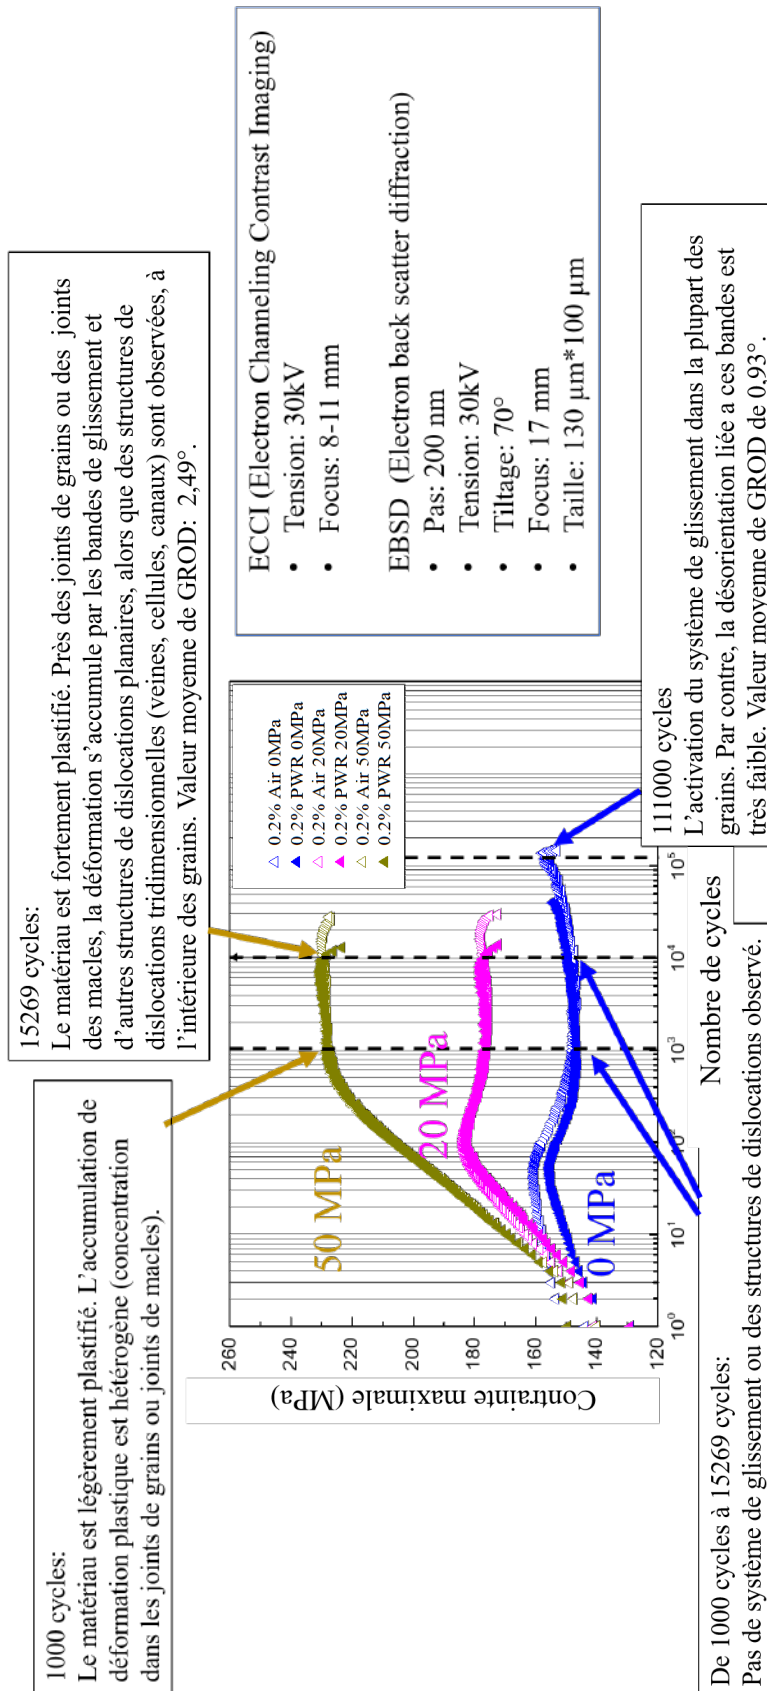 1000 cycles:
Le matériau est légèrement plastifié. L’accumulation de
déformation plastique est hétérogène (concentration
dans les joints de grains ou joints de macles).
15269 cycles:
Le matériau est fortement plastifié. Près des joints de grains ou des joints
des macles, la déformation s’accumule par les bandes de glissement et
d’autres structures de dislocations planaires, alors que des structures de
dislocations tridimensionnelles (veines, cellules, canaux) sont observées, à
l’intérieure des grains. Valeur moyenne de GROD: 2,49°.
ECCI (Electron Channeling Contrast Imaging)
• Tension: 30kV
• Focus: 8-11 mm
EBSD (Electron back scatter diffraction)
• Pas: 200 nm
• Tension: 30kV
• Tiltage: 70°
• Focus: 17 mm
• Taille: 130 µm*100 µm
Contrainte maximale (MPa)
260
240
220
200
180
160
140
120
50 MPa
20 MPa
0 MPa
0.2% Air 0MPa
0.2% PWR 0MPa
0.2% Air 20MPa
0.2% PWR 20MPa
0.2% Air 50MPa
0.2% PWR 50MPa
10⁰
10¹
10²
10³
10⁴
10⁵
Nombre de cycles
De 1000 cycles à 15269 cycles:
Pas de système de glissement ou des structures de dislocations observé.
111000 cycles
L’activation du système de glissement dans la plupart des
grains. Par contre, la désorientation liée a ces bandes est
très faible. Valeur moyenne de GROD de 0,93°.